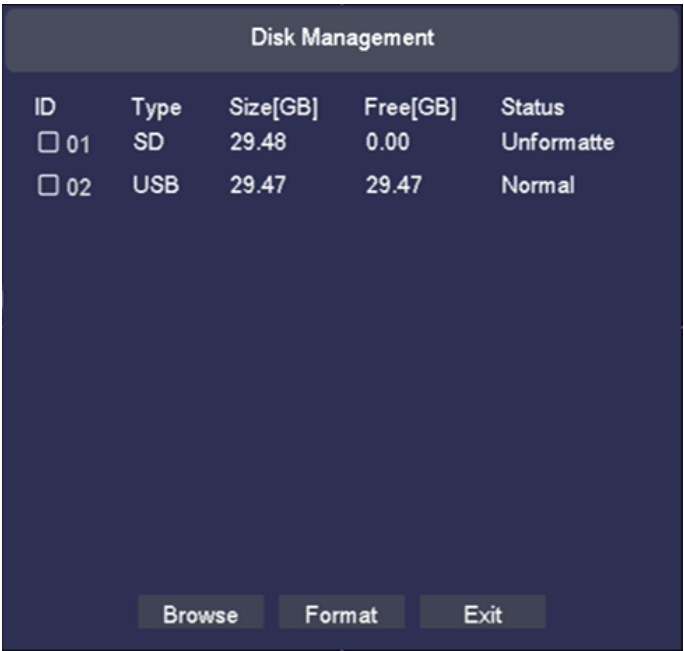 Disk Management
ID Type Size[GB] Free[GB] Status
01 SD 29.48 0.00 Unformatte
02 USB 29.47 29.47 Normal
Browse Format Exit